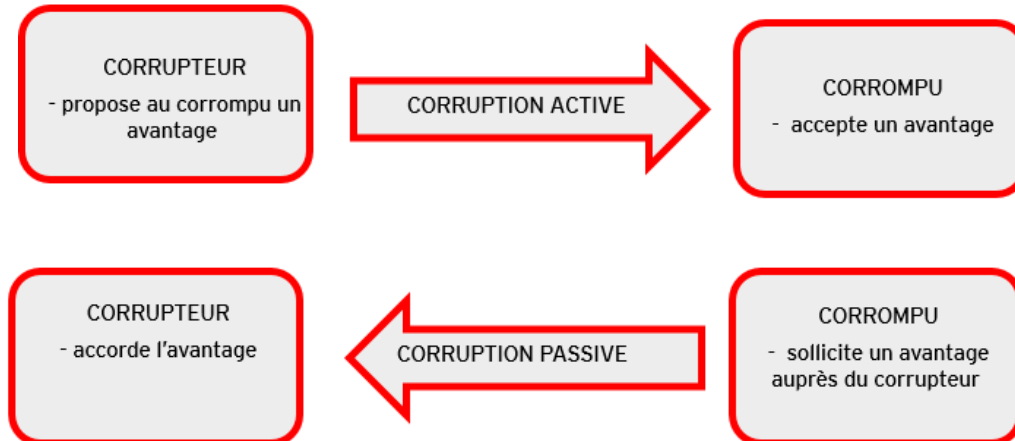 CORRUPTEUR
- propose au corrompu un
avantage
CORRUPTION ACTIVE
CORROMPU
- accepte un avantage
CORRUPTEUR
- accorde l'avantage
CORRUPTION PASSIVE
CORROMPU
- sollicite un avantage
auprès du corrupteur